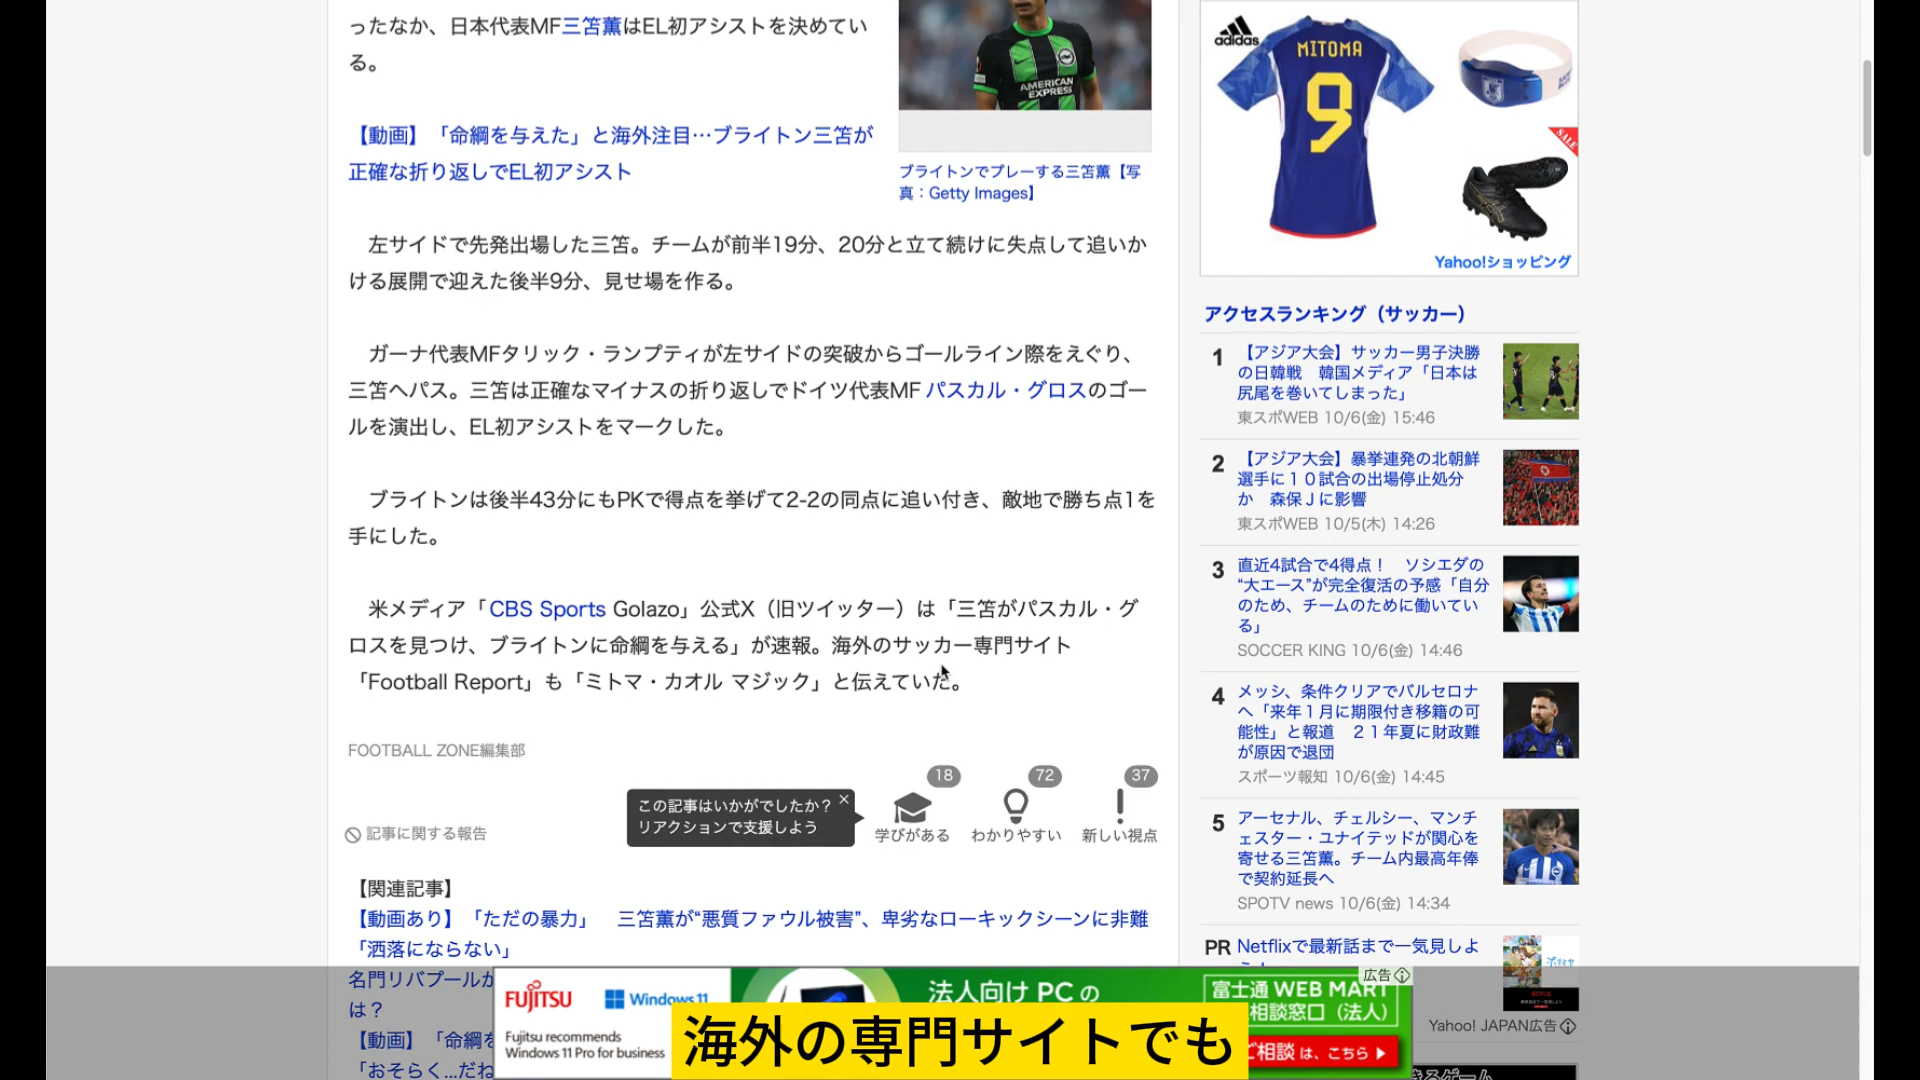 ったなか、日本代表MF三笘薫はEL初アシストを決めてい
る。
【動画】「命綱を与えた」と海外注目…ブライトン三笘が
正確な折り返しでEL初アシスト
AMERICAN
EXPRESS
ブライトンでプレーする三笘薫【写
真：Getty Images】
左サイドで先発出場した三笘。チームが前半19分、20分と立て続けに失点して追いか
ける展開で迎えた後半9分、見せ場を作る。
ガーナ代表MFタリック・ランプティが左サイドの突破からゴールライン際をえぐり、
三笘へパス。三笘は正確なマイナスの折り返しでドイツ代表MF パスカル・グロスのゴー
ルを演出し、EL初アシストをマークした。
ブライトンは後半43分にもPKで得点を挙げて2-2の同点に追い付き、敵地で勝ち点1を
手にした。
米メディア「CBS Sports Golazo」公式X（旧ツイッター）は「三笘がパスカル・グ
ロスを見つけ、ブライトンに命綱を与える」が速報。海外のサッカー専門サイト
「Football Report」も「ミトマ・カオル マジック」と伝えていた。
FOOTBALL ZONE編集部
記事に関する報告
この記事はいかがでしたか？
リアクションで支援しよう
18
学びがある
72
わかりやすい
37
新しい視点
【関連記事】
【動画あり】「ただの暴力」　三笘薫が“悪質ファウル被害”、卑劣なローキックシーンに非難
「洒落にならない」
名門リバプールか
は？
【動画】「命綱を
「おそらく...だね
adidas
MITOMA
9
SALE
Yahoo!ショッピング
アクセスランキング（サッカー）
1
【アジア大会】サッカー男子決勝
の日韓戦　韓国メディア「日本は
尻尾を巻いてしまった」
東スポWEB 10/6(金) 15:46
2
【アジア大会】暴挙連発の北朝鮮
選手に１０試合の出場停止処分
か　森保Ｊに影響
東スポWEB 10/5(木) 14:26
3
直近4試合で4得点！　ソシエダの
“大エース”が完全復活の予感「自分
のため、チームのために働いてい
る」
SOCCER KING 10/6(金) 14:46
4
メッシ、条件クリアでバルセロナ
へ「来年１月に期限付き移籍の可
能性」と報道　２１年夏に財政難
が原因で退団
スポーツ報知 10/6(金) 14:45
5
アーセナル、チェルシー、マンチ
ェスター・ユナイテッドが関心を
寄せる三笘薫。チーム内最高年俸
で契約延長へ
SPOTV news 10/6(金) 14:34
PR Netflixで最新話まで一気見しよ
Yahoo! JAPAN広告
広告
FUJITSU
Windows 11
Fujitsu recommends
Windows 11 Pro for business
法人向け PC の
富士通 WEB MART
相談窓口（法人）
ご相談 は、こちら
海外の専門サイトでも